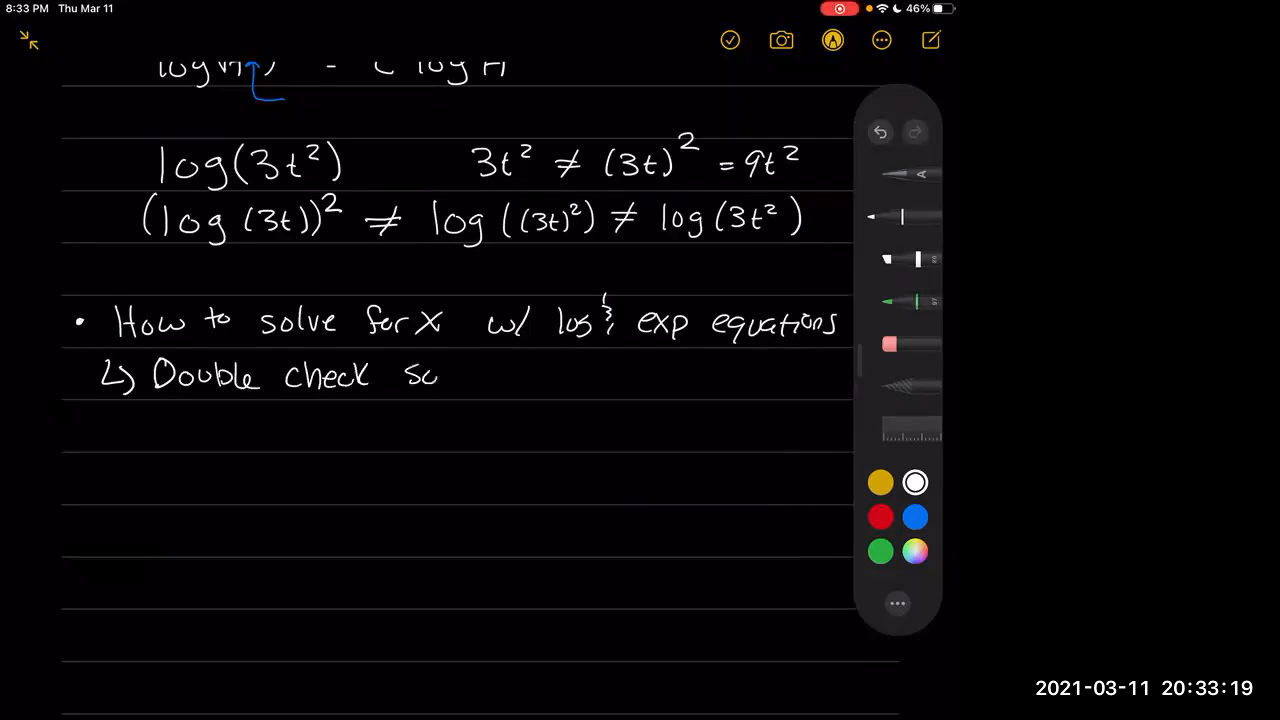 8:33 PM Thu Mar 11
46%
log(3t²) 3t² ≠ (3t)² = 9t²
(log (3t))² ≠ log ((3t)²) ≠ log (3t²)
• How to solve for X w/ log & exp equations
↳ Double check so
2021-03-11 20:33:19